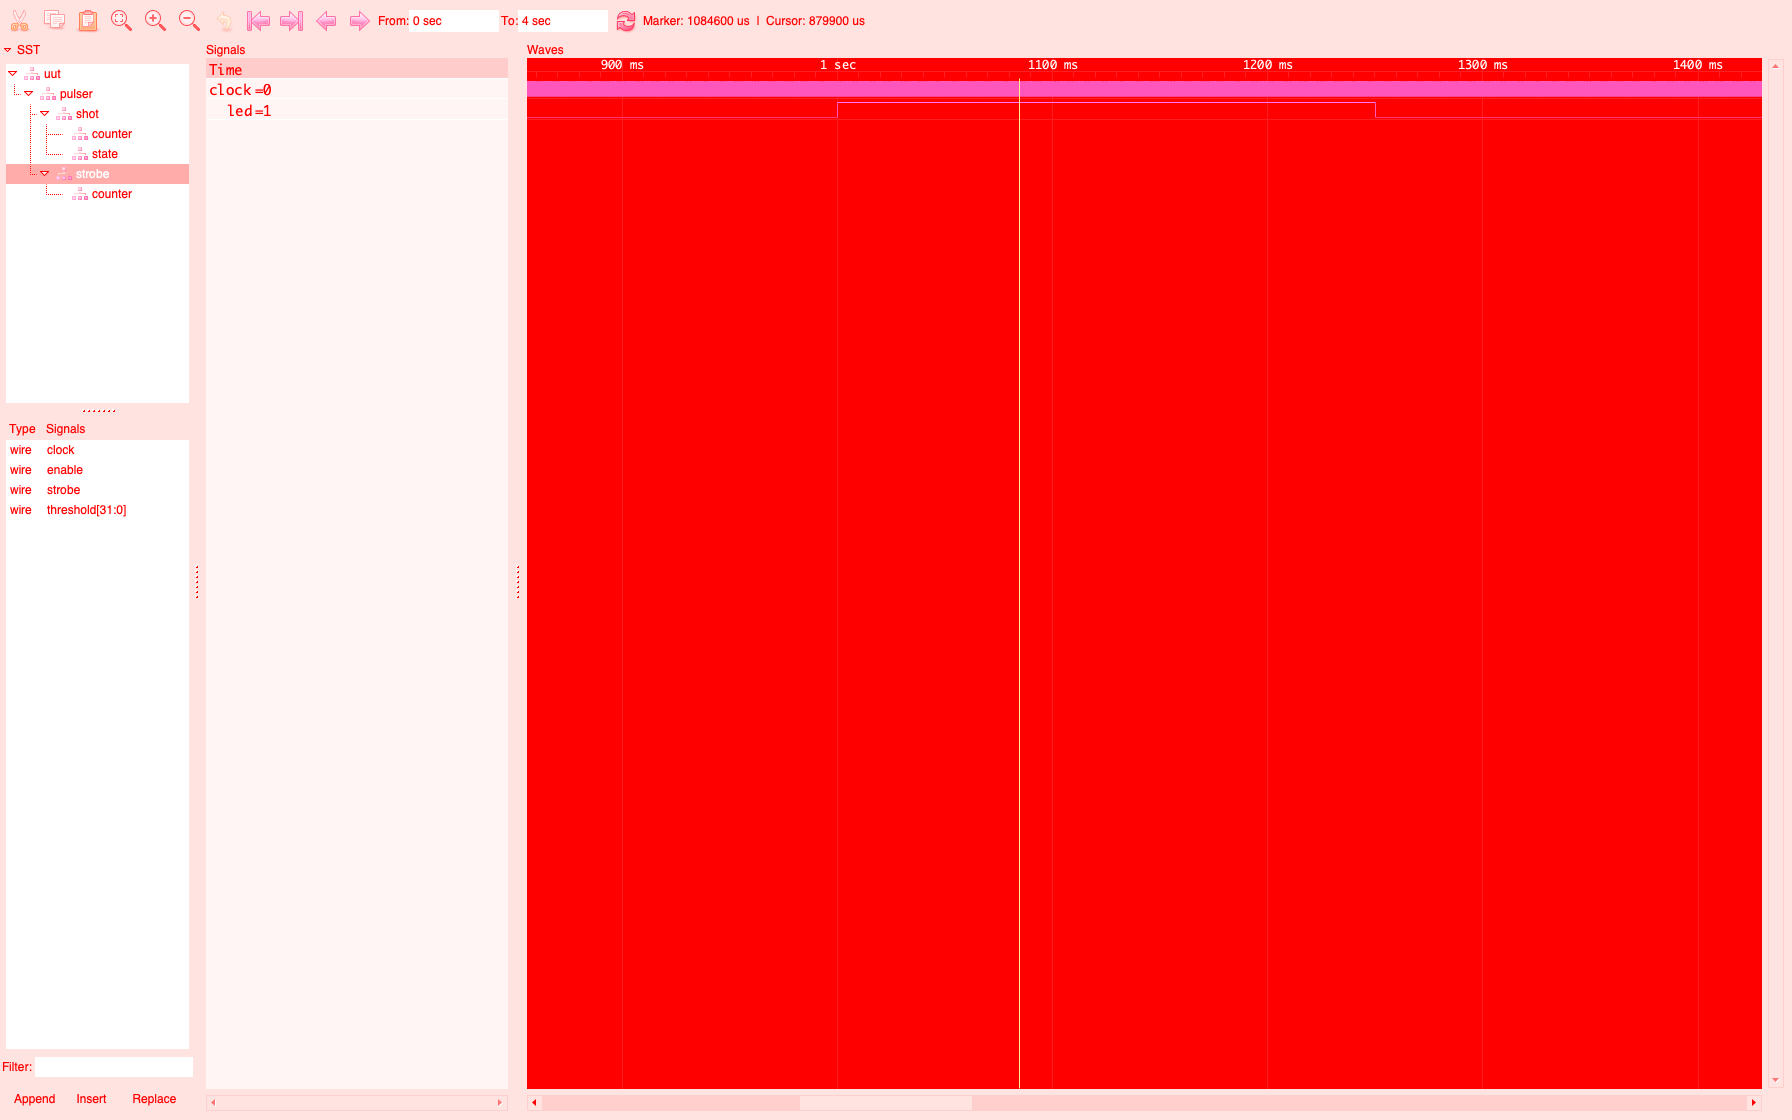 From: 0 sec To: 4 sec Marker: 1084600 us | Cursor: 879900 us
SST
uut
pulser
shot
counter
state
strobe
counter
Type Signals
wire clock
wire enable
wire strobe
wire threshold[31:0]
Filter:
Append Insert Replace
Signals
Time
clock=0
led=1
Waves
900 ms 1 sec 1100 ms 1200 ms 1300 ms 1400 ms